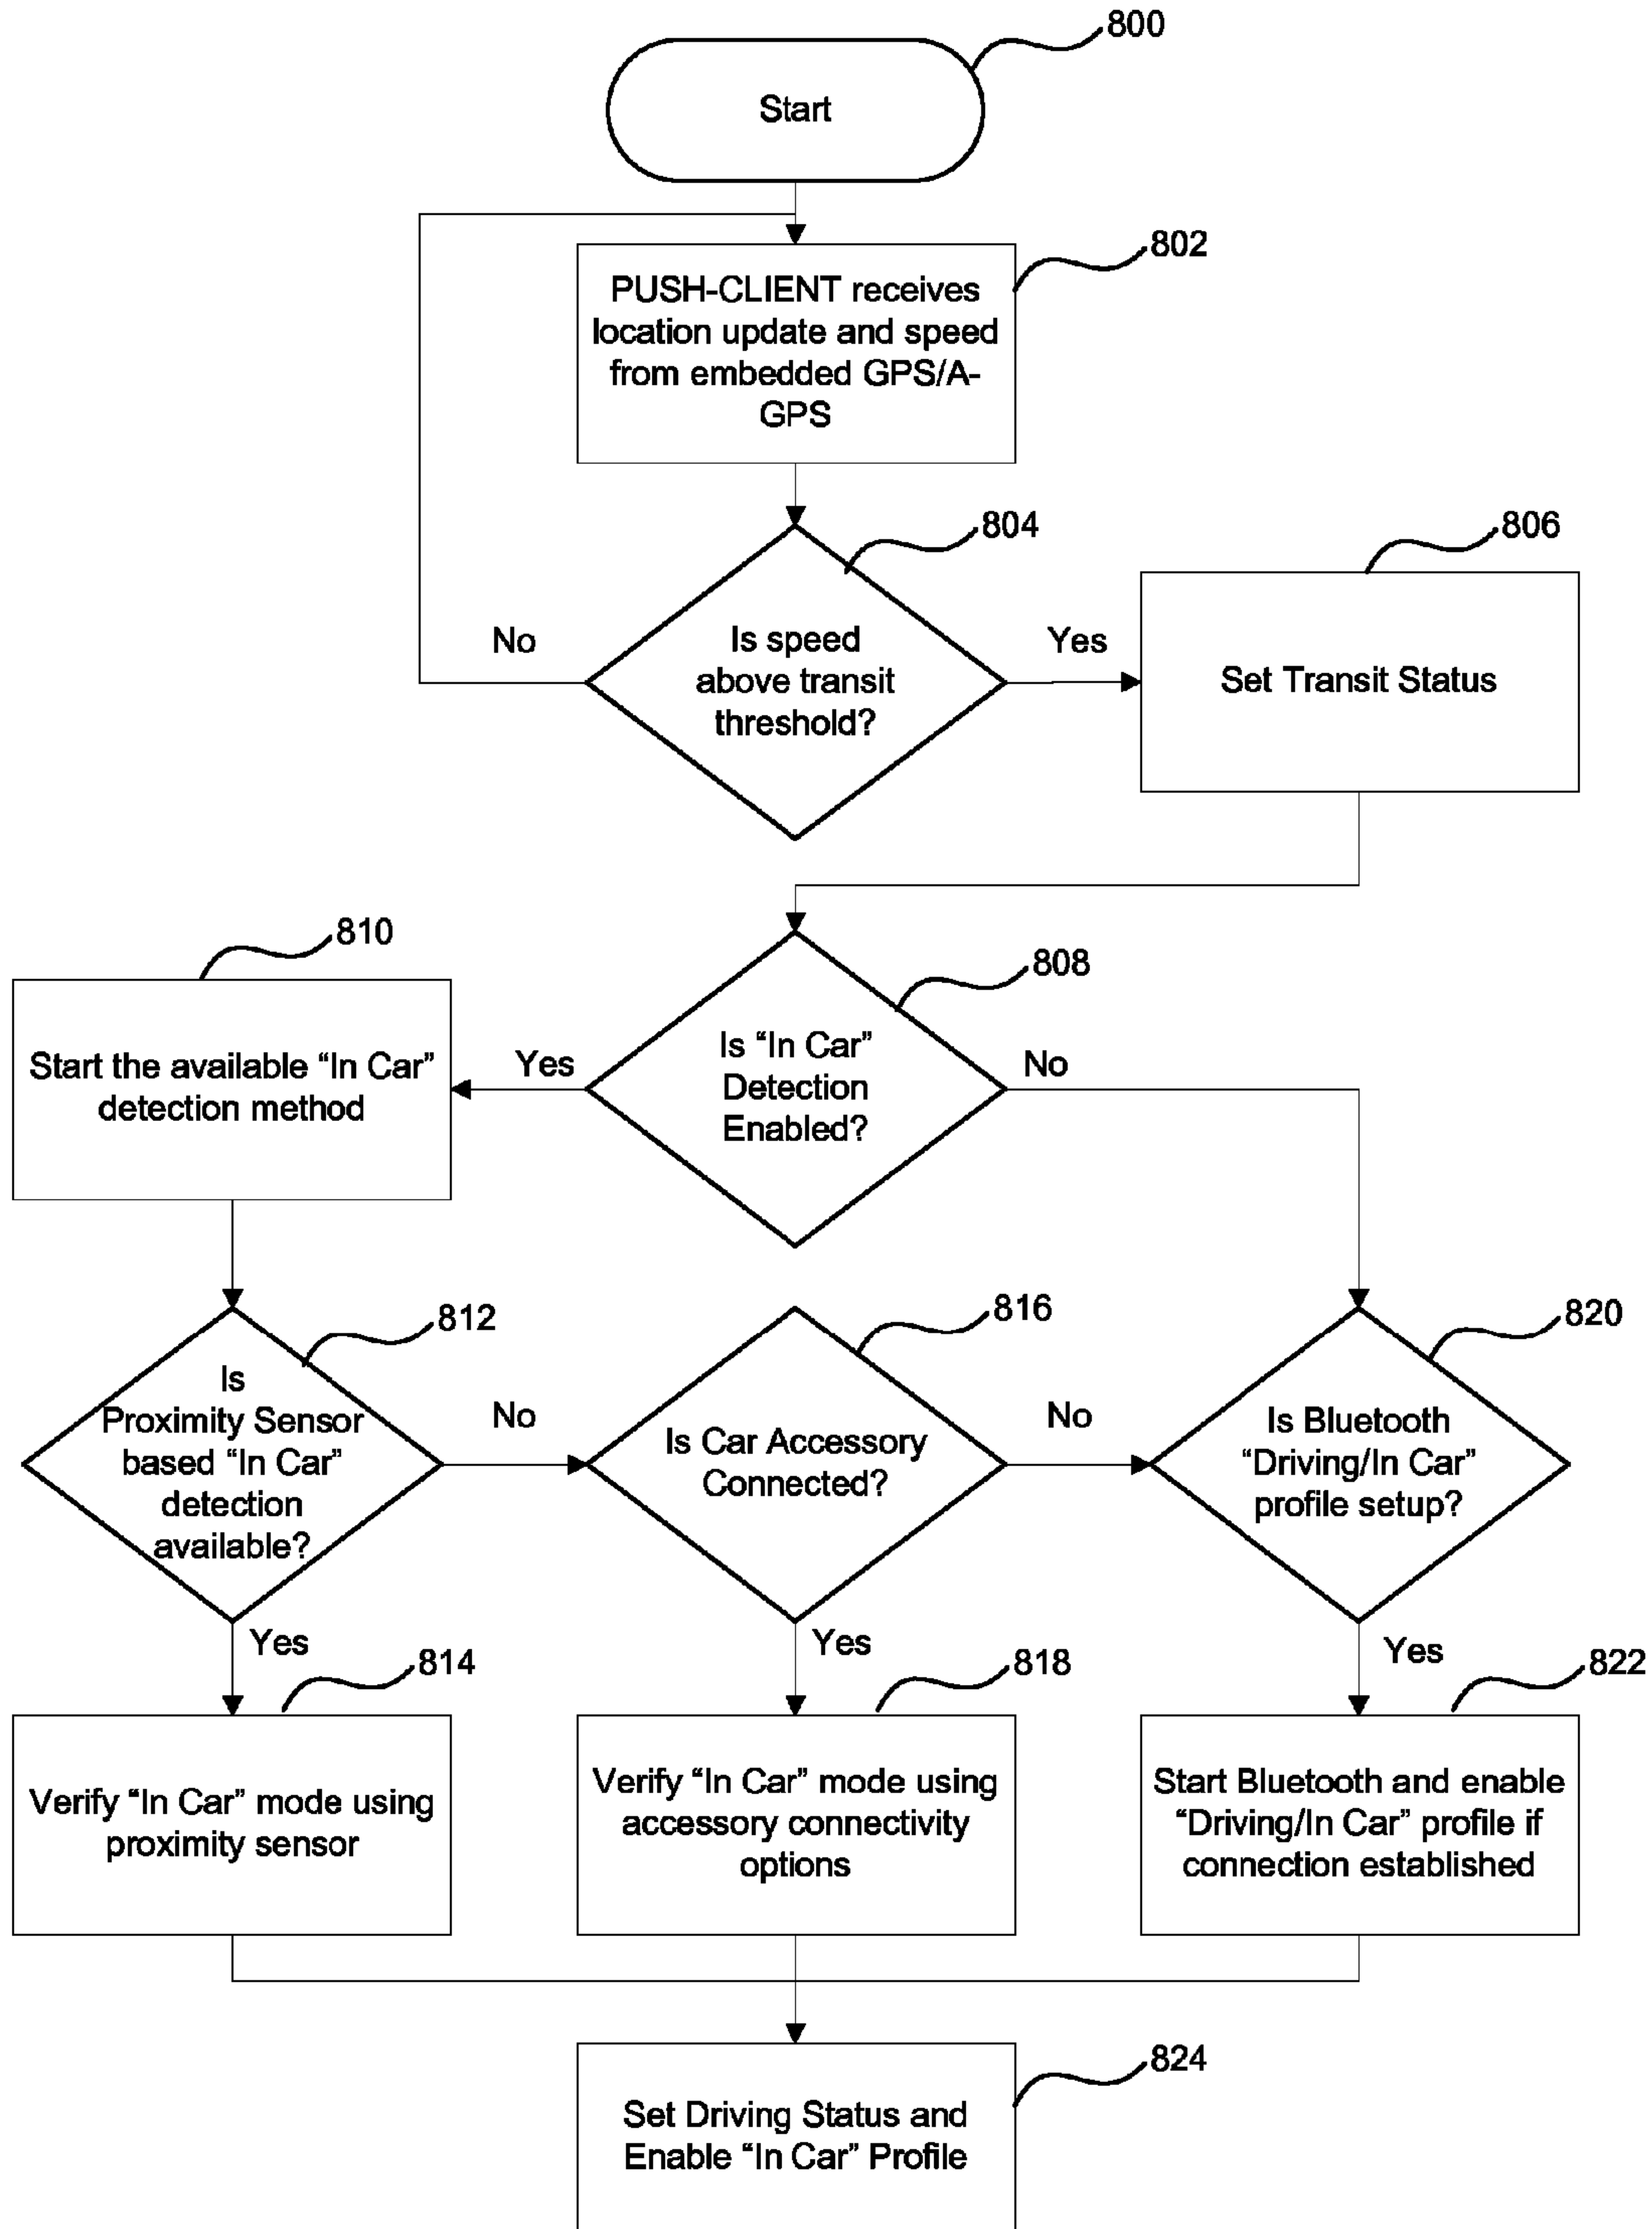 800
Start
802
PUSH-CLIENT receives
location update and speed
from embedded GPS/A-
GPS
804
806
No
Is speed
above transit
threshold?
Yes
Set Transit Status
810
808
Start the available “In Car”
detection method
Yes
Is “In Car”
Detection
Enabled?
No
812
816
820
Is
Proximity Sensor
based “In Car”
detection
available?
No
Is Car Accessory
Connected?
No
Is Bluetooth
“Driving/In Car”
profile setup?
Yes
Yes
Yes
814
818
822
Verify “In Car” mode using
proximity sensor
Verify “In Car” mode using
accessory connectivity
options
Start Bluetooth and enable
“Driving/In Car” profile if
connection established
824
Set Driving Status and
Enable “In Car” Profile